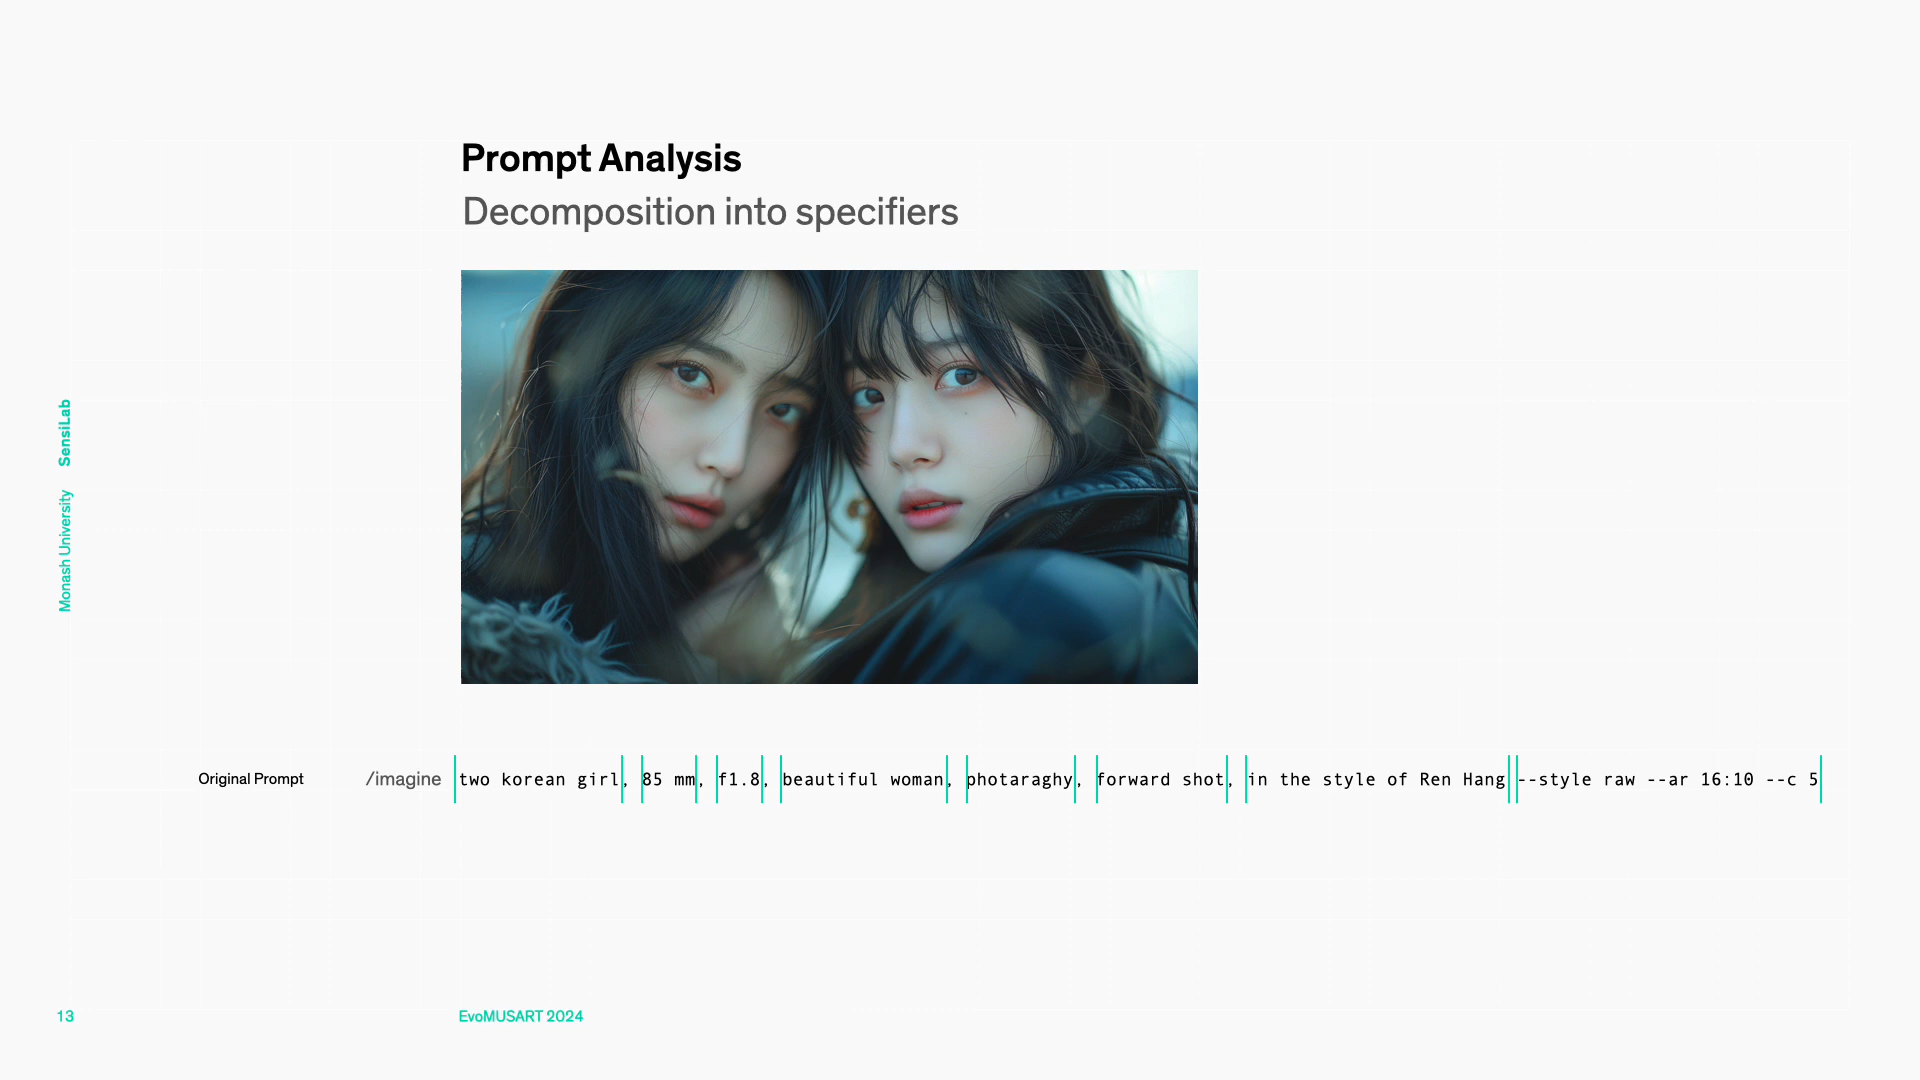 Prompt Analysis
Decomposition into specifiers
SensiLab
Monash University
Original Prompt
/imagine two korean girl, 85 mm, f1.8, beautiful woman, photaraghy, forward shot, in the style of Ren Hang --style raw --ar 16:10 --c 5
13
EvoMUSART 2024